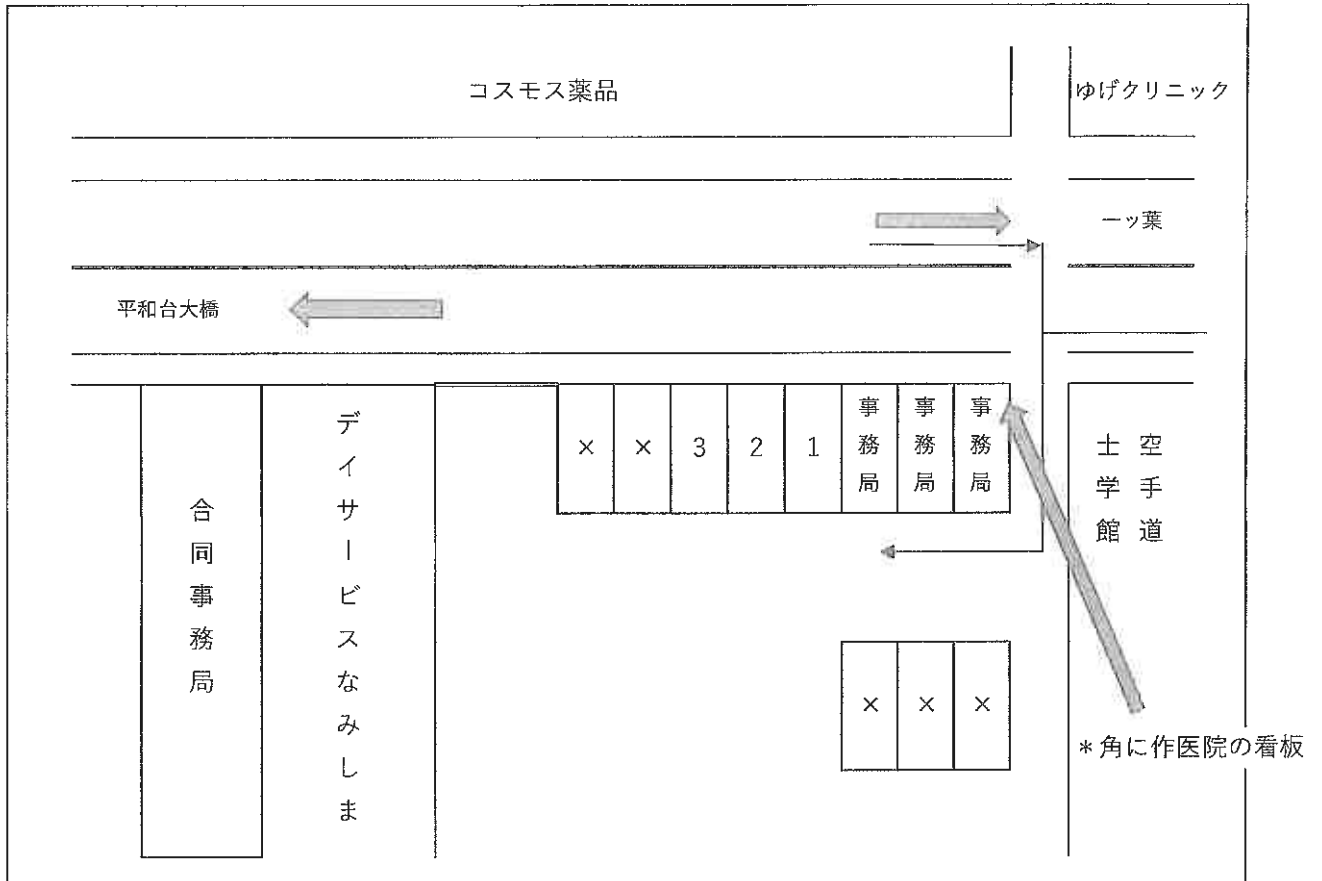 コスモス薬品
ゆげクリニック
一ッ葉
平和台大橋
合同事務局
デイサービスなみしま
×
×
3
2
1
事務局
事務局
事務局
空手道
士学館
×
×
×
*角に作医院の看板